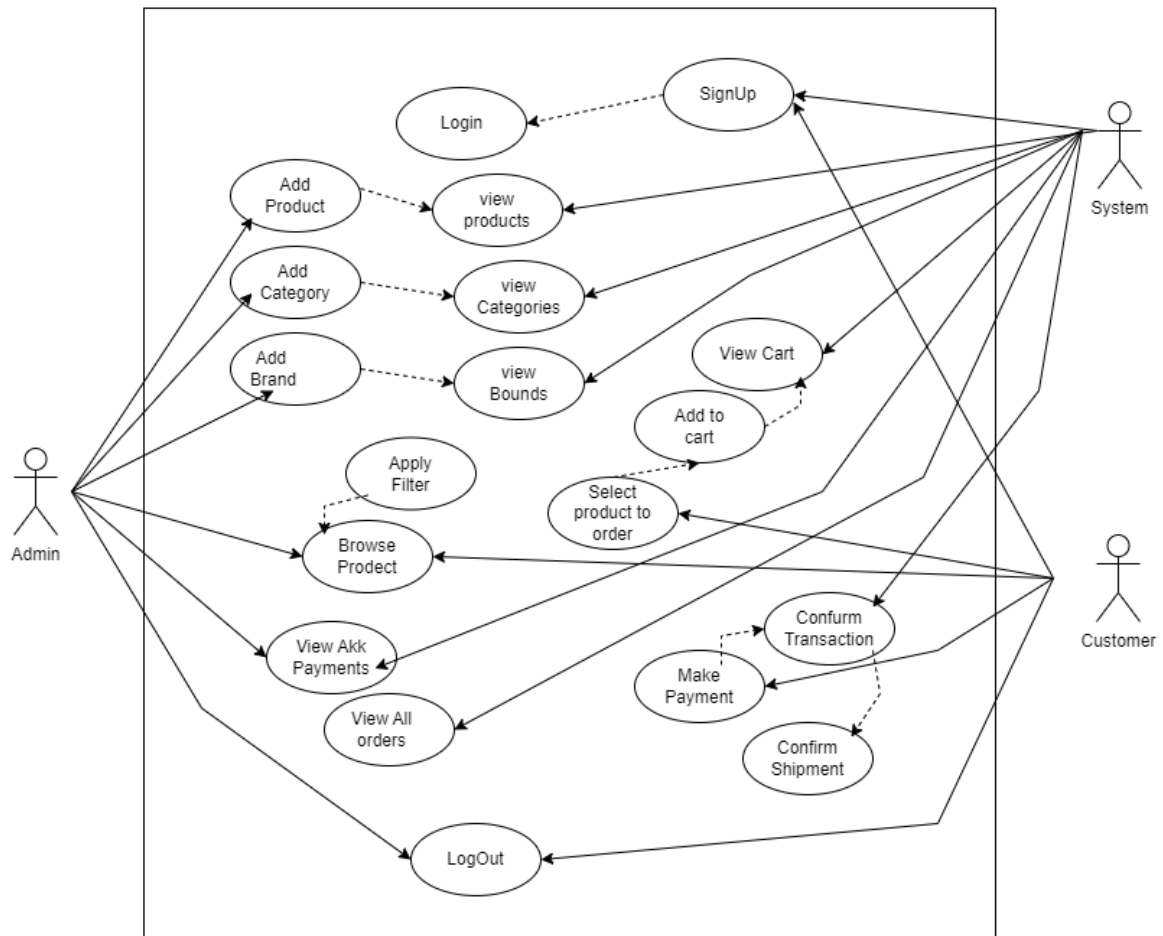 SignUp
Login
System
Add
Product
view
products
Add
Category
view
Categories
View Cart
Add
Brand
view
Bounds
Add to
cart
Apply
Filter
Select
product to
order
Admin
Browse
Prodect
Customer
Confurm
Transaction
View Akk
Payments
Make
Payment
View All
orders
Confirm
Shipment
LogOut